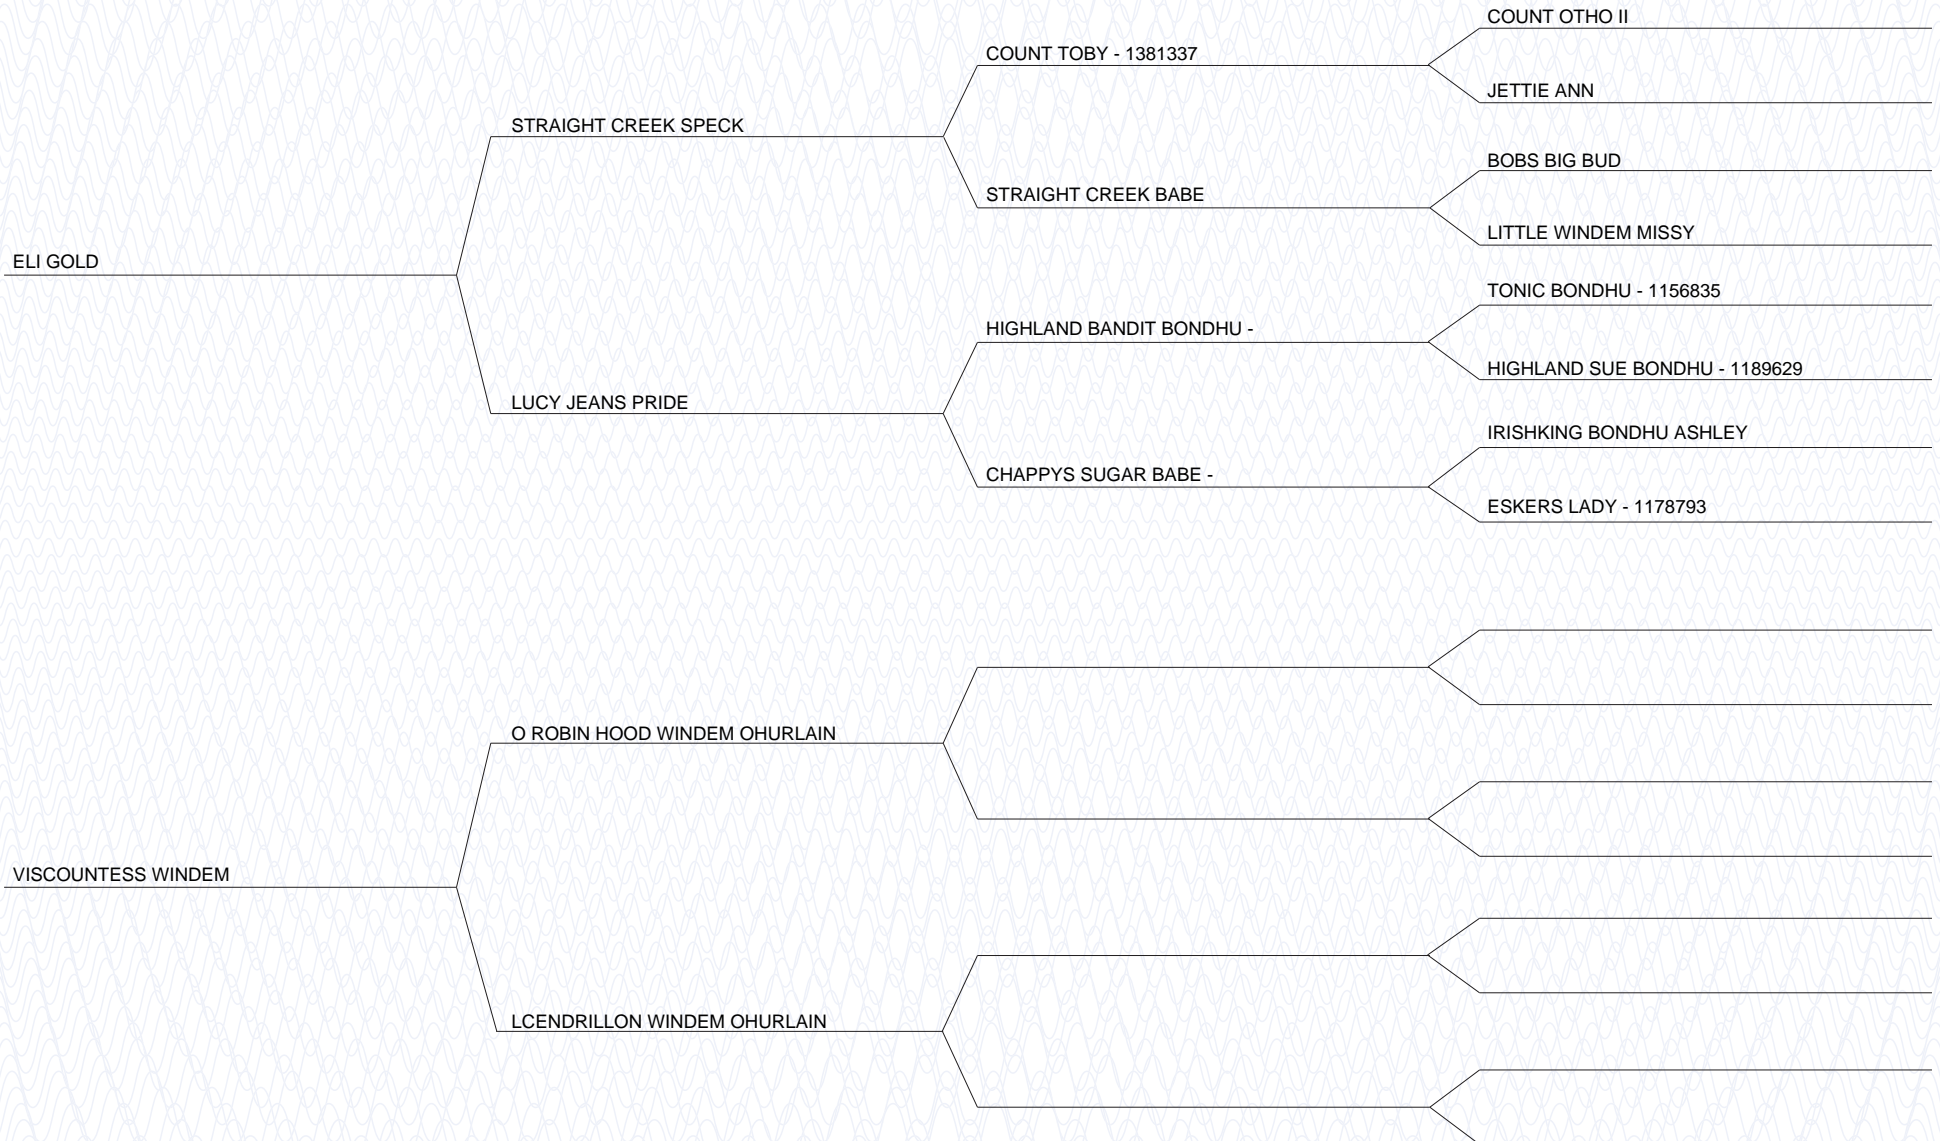 COUNT OTHO II
COUNT TOBY - 1381337
JETTIE ANN
STRAIGHT CREEK SPECK
BOBS BIG BUD
STRAIGHT CREEK BABE
LITTLE WINDEM MISSY
ELI GOLD
TONIC BONDHU - 1156835
HIGHLAND BANDIT BONDHU -
HIGHLAND SUE BONDHU - 1189629
LUCY JEANS PRIDE
IRISHKING BONDHU ASHLEY
CHAPPYS SUGAR BABE -
ESKERS LADY - 1178793
O ROBIN HOOD WINDEM OHURLAIN
VISCOUNTESS WINDEM
LCENDRILLON WINDEM OHURLAIN